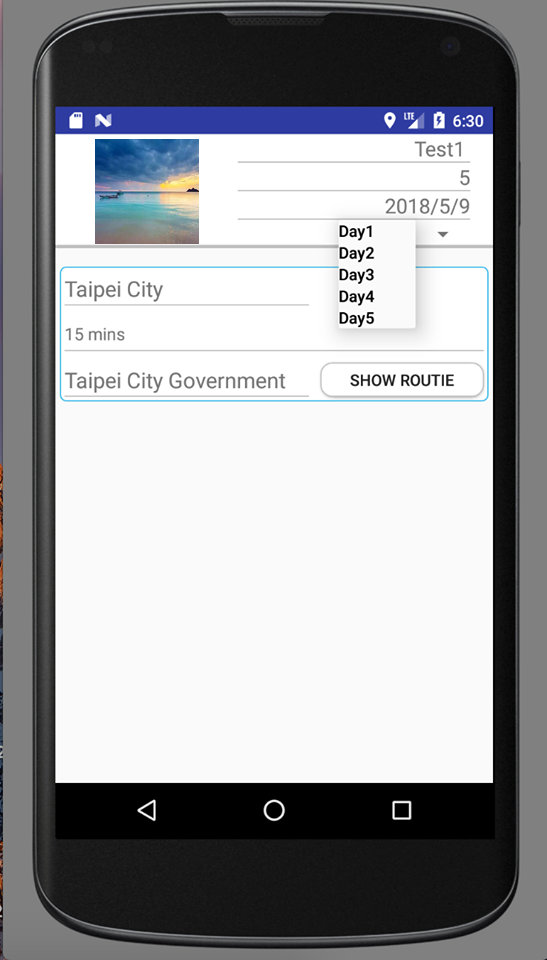 LTE 6:30
Test1
5
2018/5/9
Day1
Day2
Day3
Day4
Day5
Taipei City
15 mins
Taipei City Government
SHOW ROUTIE